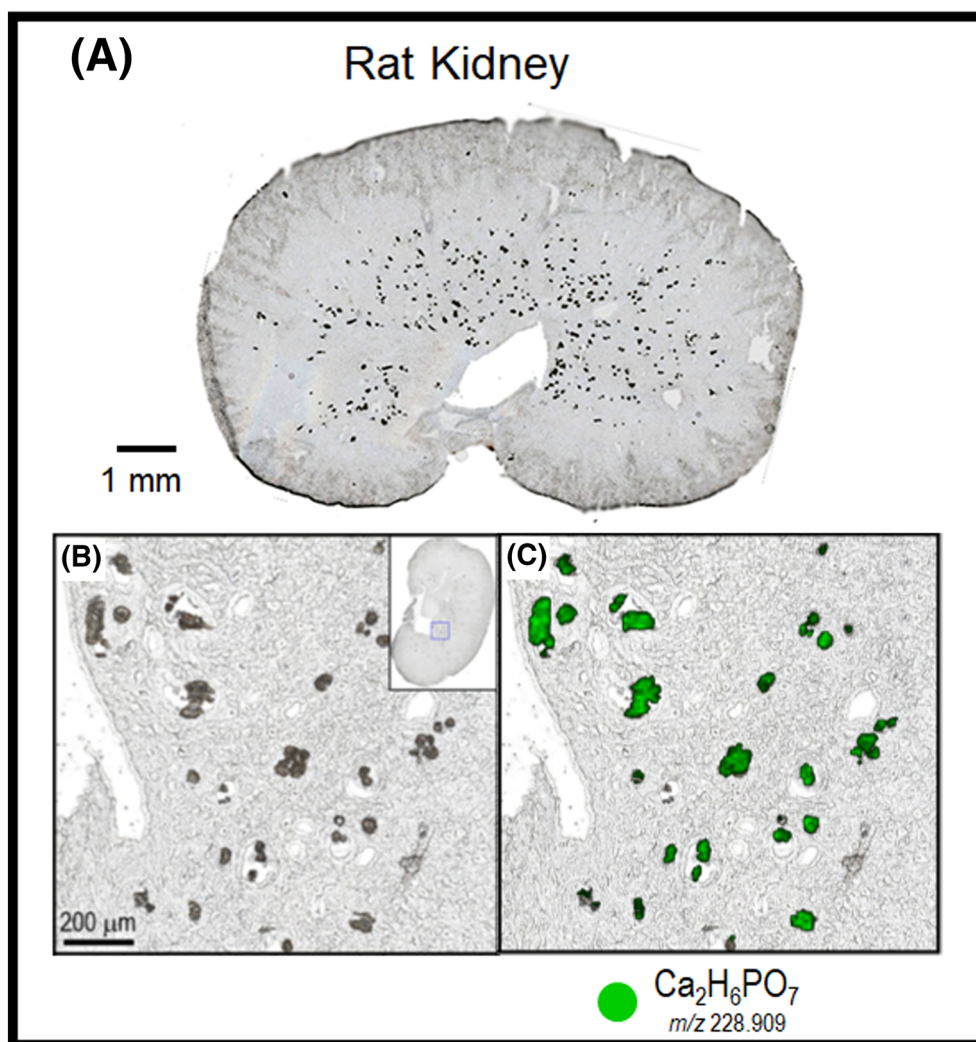 (A)
Rat Kidney
1 mm
(B)
(C)
200 μm
Ca₂H₆PO₇
m/z 228.909